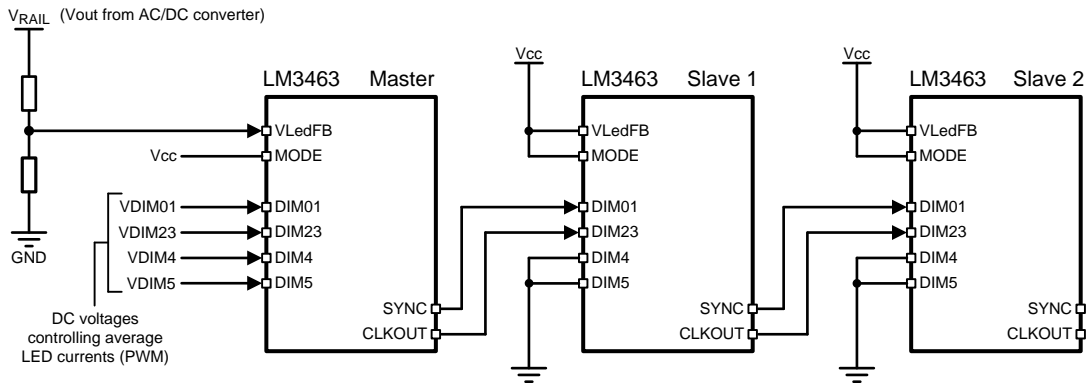 VRAIL (Vout from AC/DC converter)
GND
LM3463 Master
VLedFB
Vcc
MODE
VDIM01
DIM01
VDIM23
DIM23
VDIM4
DIM4
VDIM5
DIM5
SYNC
CLKOUT
DC voltages
controlling average
LED currents (PWM)
Vcc
LM3463 Slave 1
VLedFB
MODE
DIM01
DIM23
DIM4
DIM5
SYNC
CLKOUT
Vcc
LM3463 Slave 2
VLedFB
MODE
DIM01
DIM23
DIM4
DIM5
SYNC
CLKOUT